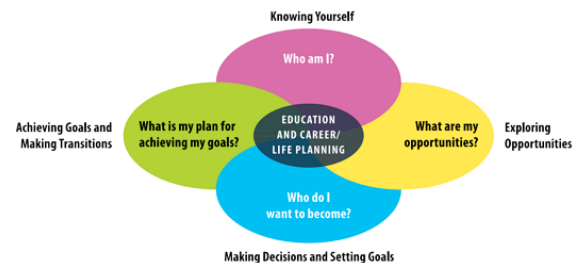 Knowing Yourself
Who am I?
Achieving Goals and
Making Transitions
What is my plan for
achieving my goals?
EDUCATION
AND CAREER/
LIFE PLANNING
What are my
opportunities?
Exploring
Opportunities
Who do I
want to become?
Making Decisions and Setting Goals